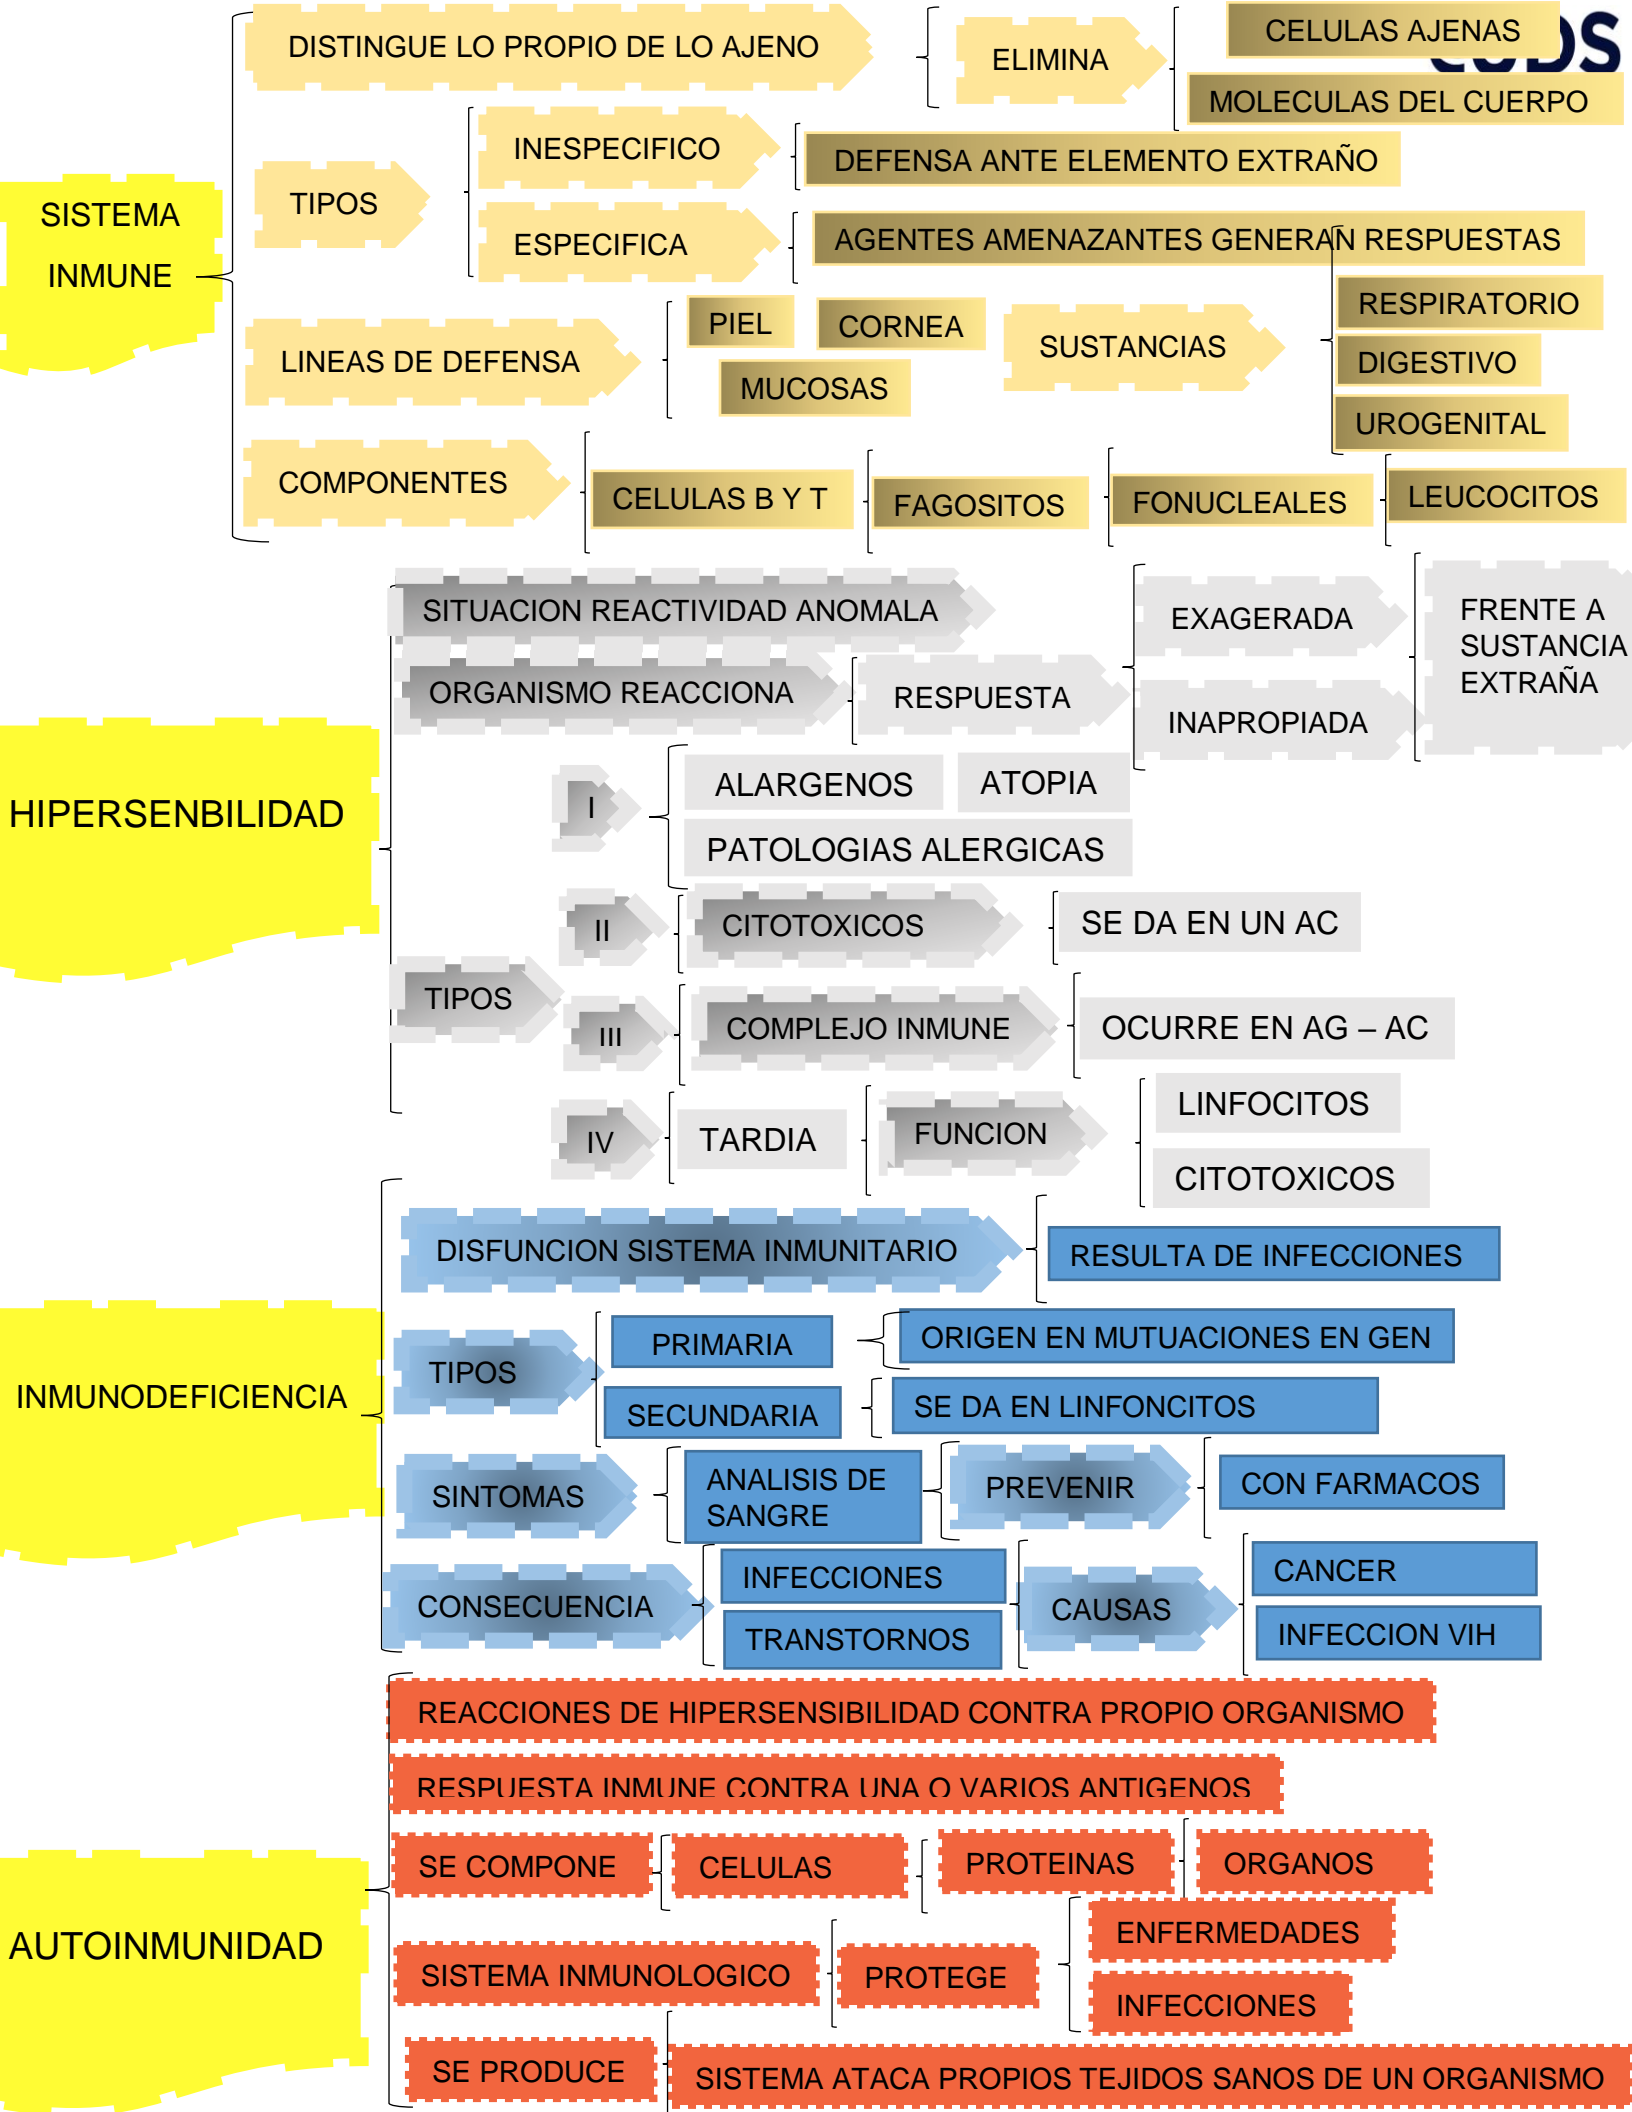 SISTEMA
INMUNE
DISTINGUE LO PROPIO DE LO AJENO
ELIMINA
CELULAS AJENAS
MOLECULAS DEL CUERPO
TIPOS
INESPECIFICO
DEFENSA ANTE ELEMENTO EXTRAÑO
ESPECIFICA
AGENTES AMENAZANTES GENERAN RESPUESTAS
LINEAS DE DEFENSA
PIEL
CORNEA
MUCOSAS
SUSTANCIAS
RESPIRATORIO
DIGESTIVO
UROGENITAL
COMPONENTES
CELULAS B Y T
FAGOSITOS
FONUCLEALES
LEUCOCITOS
HIPERSENBILIDAD
SITUACION REACTIVIDAD ANOMALA
ORGANISMO REACCIONA
RESPUESTA
EXAGERADA
INAPROPIADA
FRENTE A
SUSTANCIA
EXTRAÑA
TIPOS
I
ALARGENOS
ATOPIA
PATOLOGIAS ALERGICAS
II
CITOTOXICOS
SE DA EN UN AC
III
COMPLEJO INMUNE
OCURRE EN AG – AC
IV
TARDIA
FUNCION
LINFOCITOS
CITOTOXICOS
INMUNODEFICIENCIA
DISFUNCION SISTEMA INMUNITARIO
RESULTA DE INFECCIONES
TIPOS
PRIMARIA
ORIGEN EN MUTUACIONES EN GEN
SECUNDARIA
SE DA EN LINFONCITOS
SINTOMAS
ANALISIS DE
SANGRE
PREVENIR
CON FARMACOS
CONSECUENCIA
INFECCIONES
TRANSTORNOS
CAUSAS
CANCER
INFECCION VIH
AUTOINMUNIDAD
REACCIONES DE HIPERSENSIBILIDAD CONTRA PROPIO ORGANISMO
RESPUESTA INMUNE CONTRA UNA O VARIOS ANTIGENOS
SE COMPONE
CELULAS
PROTEINAS
ORGANOS
SISTEMA INMUNOLOGICO
PROTEGE
ENFERMEDADES
INFECCIONES
SE PRODUCE
SISTEMA ATACA PROPIOS TEJIDOS SANOS DE UN ORGANISMO